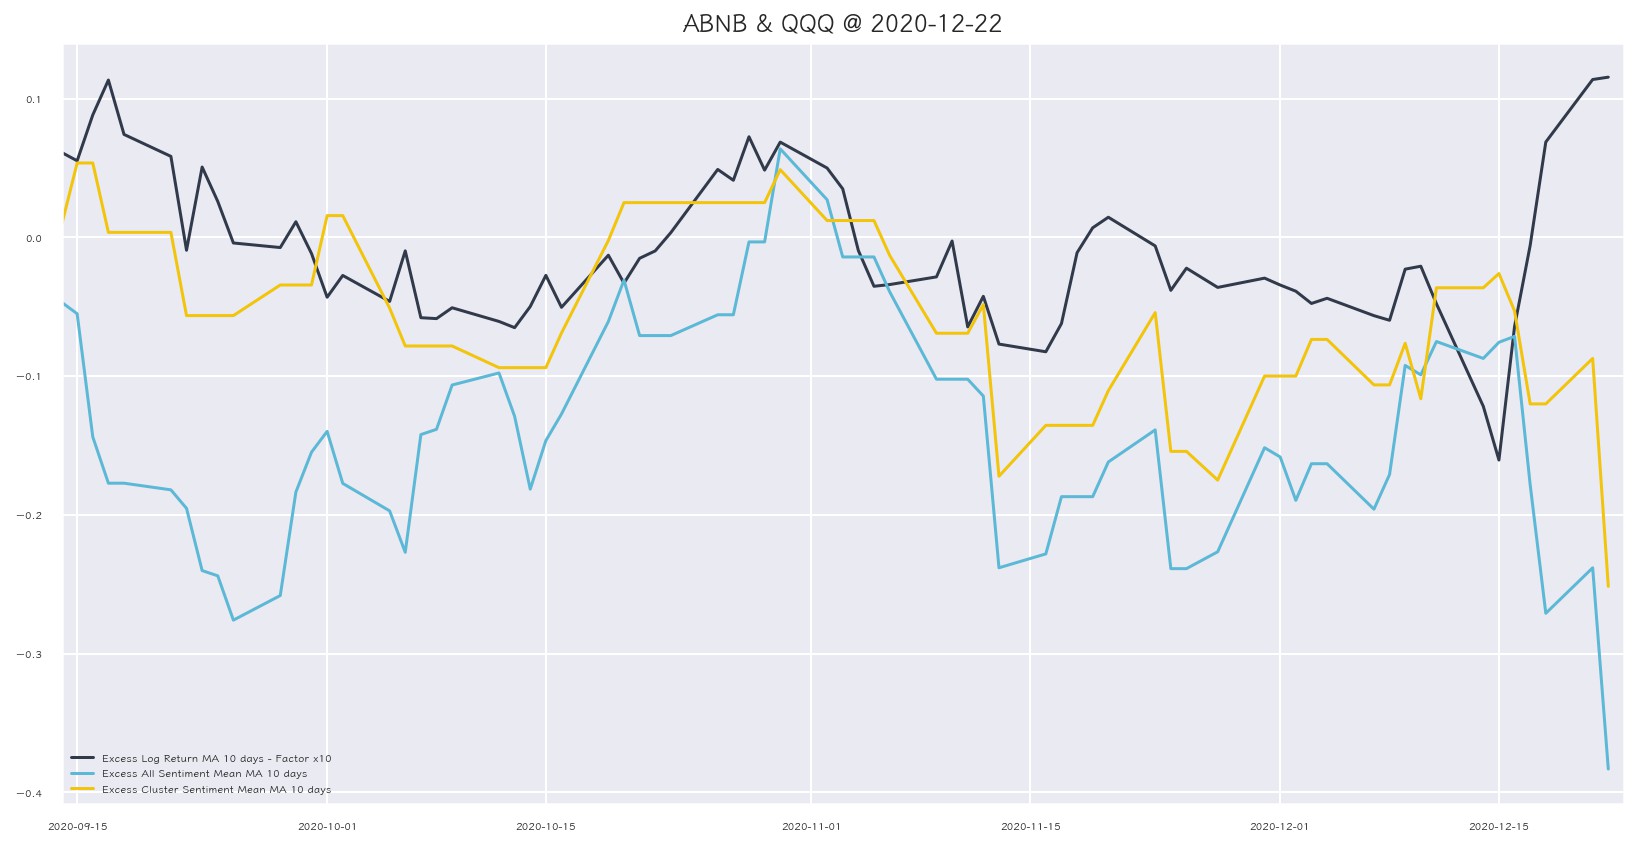 ABNB & QQQ @ 2020-12-22
0.1
0.0
−0.1
−0.2
−0.3
−0.4
Excess Log Return MA 10 days - Factor x10
Excess All Sentiment Mean MA 10 days
Excess Cluster Sentiment Mean MA 10 days
2020-09-15 2020-10-01 2020-10-15 2020-11-01 2020-11-15 2020-12-01 2020-12-15